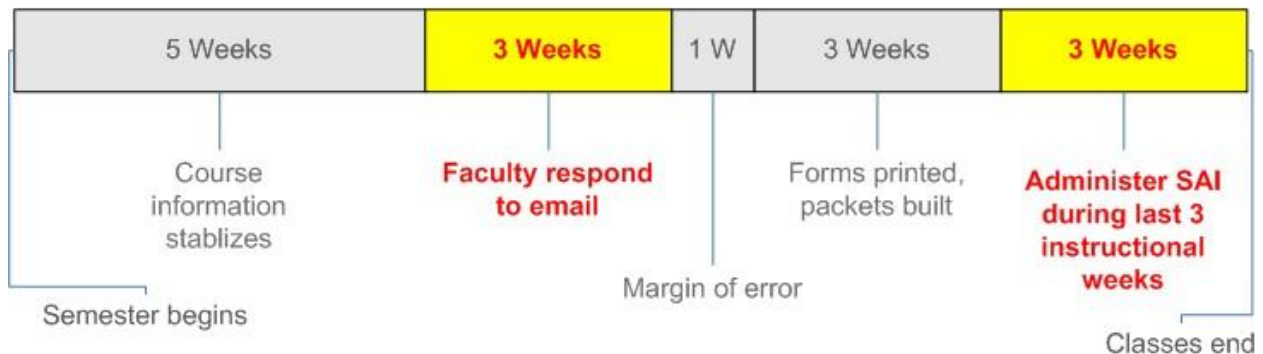 5 Weeks
3 Weeks
1 W
3 Weeks
3 Weeks
Course
information
stablizes
Faculty respond
to email
Forms printed,
packets built
Administer SAI
during last 3
instructional
weeks
Margin of error
Semester begins
Classes end